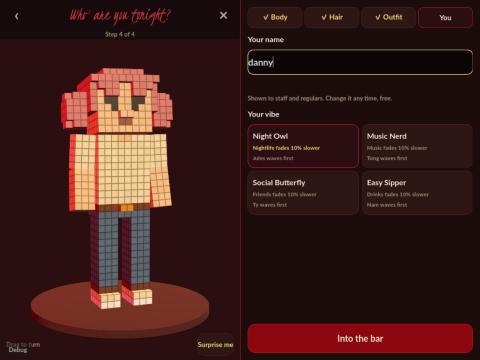 ‹
Who are you tonight?
✕
Step 4 of 4
✓ Body
✓ Hair
✓ Outfit
You
Your name
danny
Shown to staff and regulars. Change it any time, free.
Your vibe
Night Owl
Nightlife fades 10% slower
Jules waves first
Music Nerd
Music fades 10% slower
Tong waves first
Social Butterfly
Friends fades 10% slower
Ty waves first
Easy Sipper
Drinks fades 10% slower
Nam waves first
Drag to turn
Debug
Surprise me
Into the bar